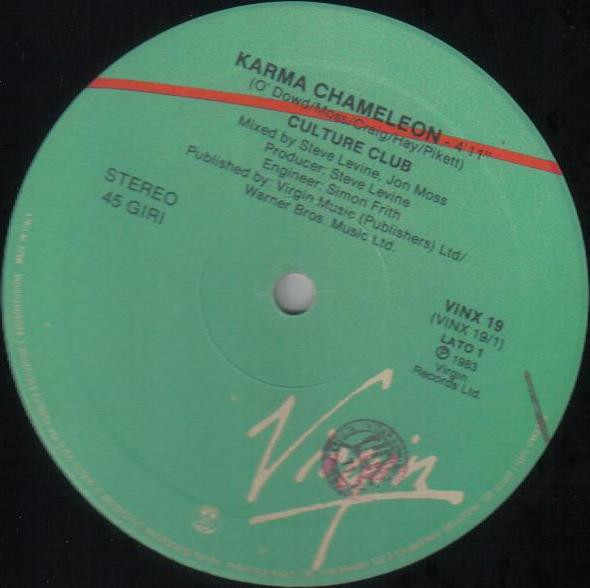 KARMA CHAMELEON - 4'11"
(O' Dowd/Moss/Craig/Hay/Pikett)
CULTURE CLUB
Mixed by Steve Levine, Jon Moss
Producer: Steve Levine
Engineer: Simon Frith
Published by: Virgin Music (Publishers) Ltd/
Warner Bros. Music Ltd.
STEREO
45 GIRI
VINX 19
(VINX 19/1)
LATO 1
℗ 1983
Virgin
Records Ltd.
Virgin